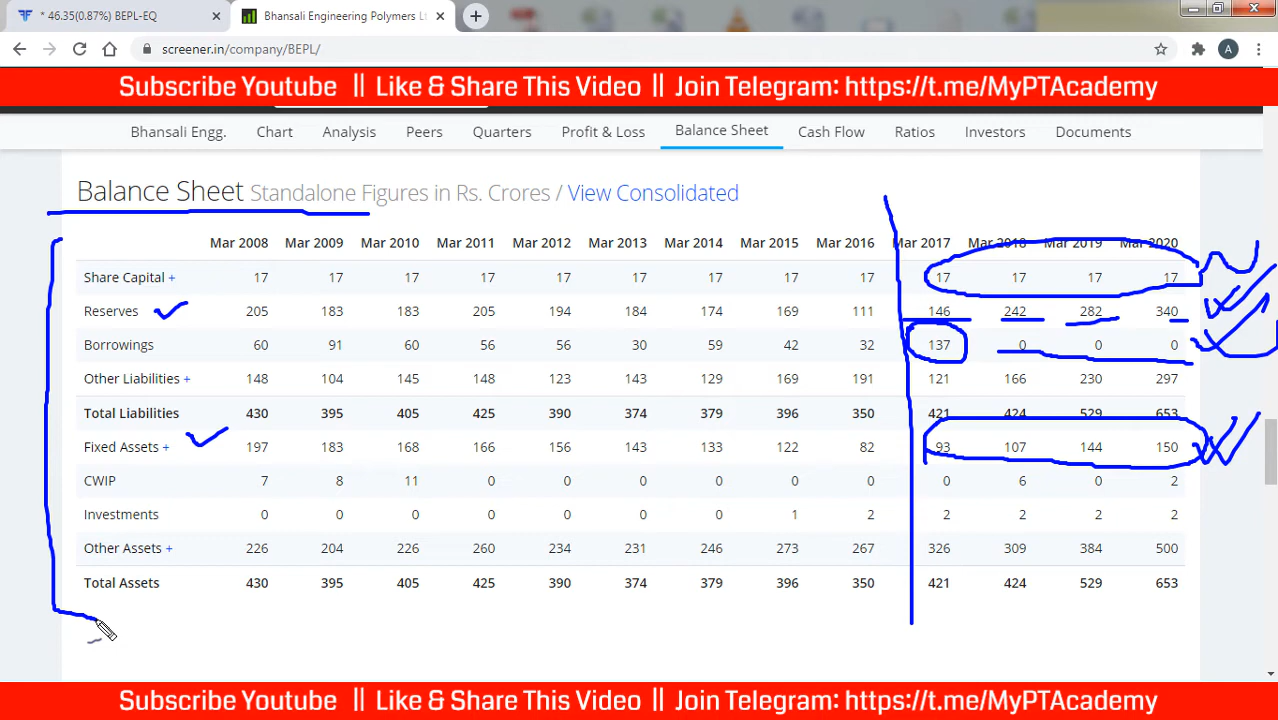 * 46.35(0.87%) BEPL-EQ
Bhansali Engineering Polymers Lt
screener.in/company/BEPL/
A
Subscribe Youtube || Like & Share This Video || Join Telegram: https://t.me/MyPTAcademy
Bhansali Engg. Chart Analysis Peers Quarters Profit & Loss Balance Sheet Cash Flow Ratios Investors Documents
Balance Sheet Standalone Figures in Rs. Crores / View Consolidated
Mar 2008 Mar 2009 Mar 2010 Mar 2011 Mar 2012 Mar 2013 Mar 2014 Mar 2015 Mar 2016 Mar 2017 Mar 2018 Mar 2019 Mar 2020
Share Capital + 17 17 17 17 17 17 17 17 17 17 17 17 17
Reserves 205 183 183 205 194 184 174 169 111 146 242 282 340
Borrowings 60 91 60 56 56 30 59 42 32 137 0 0 0
Other Liabilities + 148 104 145 148 123 143 129 169 191 121 166 230 297
Total Liabilities 430 395 405 425 390 374 379 396 350 421 424 529 653
Fixed Assets + 197 183 168 166 156 143 133 122 82 93 107 144 150
CWIP 7 8 11 0 0 0 0 0 0 0 6 0 2
Investments 0 0 0 0 0 0 0 1 2 2 2 2 2
Other Assets + 226 204 226 260 234 231 246 273 267 326 309 384 500
Total Assets 430 395 405 425 390 374 379 396 350 421 424 529 653
Subscribe Youtube || Like & Share This Video || Join Telegram: https://t.me/MyPTAcademy